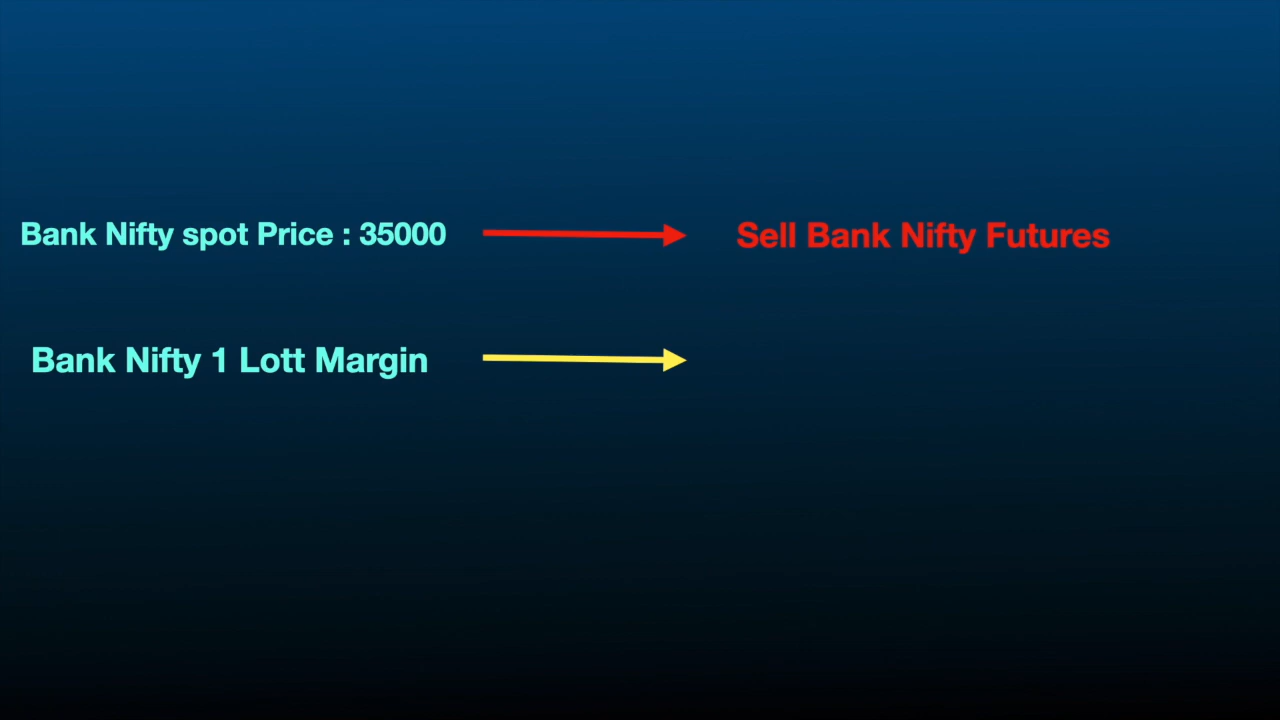 Bank Nifty spot Price : 35000
Sell Bank Nifty Futures
Bank Nifty 1 Lott Margin